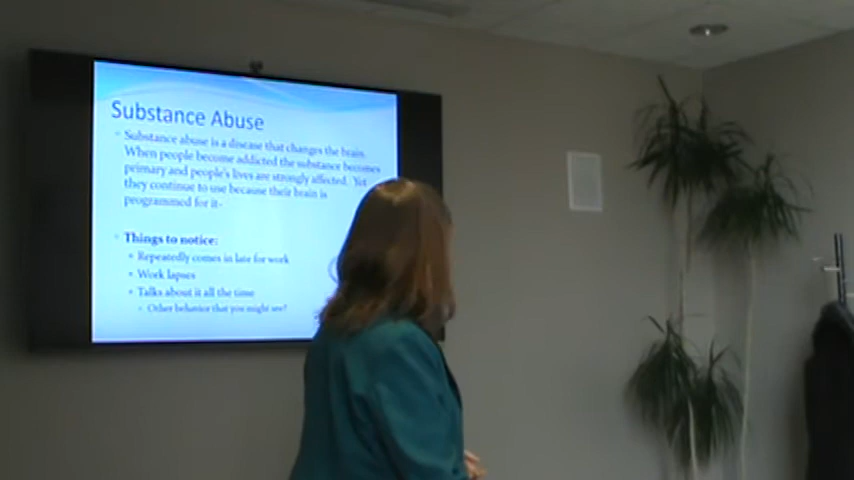 Substance Abuse
Substance abuse is a disease that changes the brain.
When people become addicted the substance becomes
primary and people's lives are strongly affected. Yet
they continue to use because their brain is
programmed for it-
Things to notice:
Repeatedly comes in late for work
Work lapses
Talks about it all the time
Other behavior that you might see?